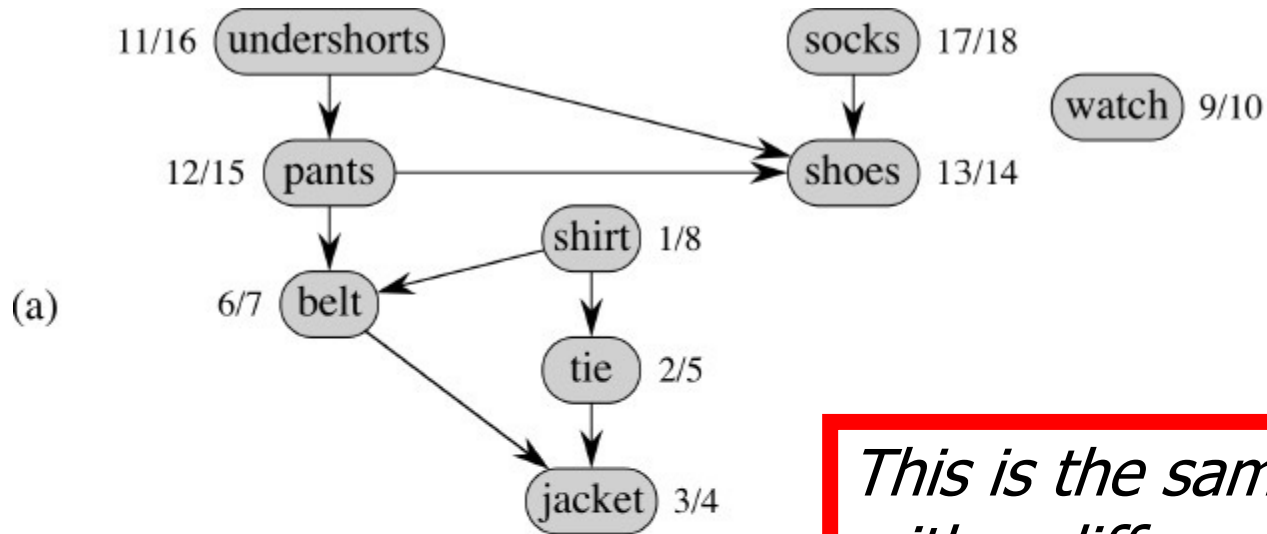 11/16 undershorts socks 17/18
watch 9/10
12/15 pants shoes 13/14
shirt 1/8
(a) 6/7 belt
tie 2/5
jacket 3/4
This is the sam